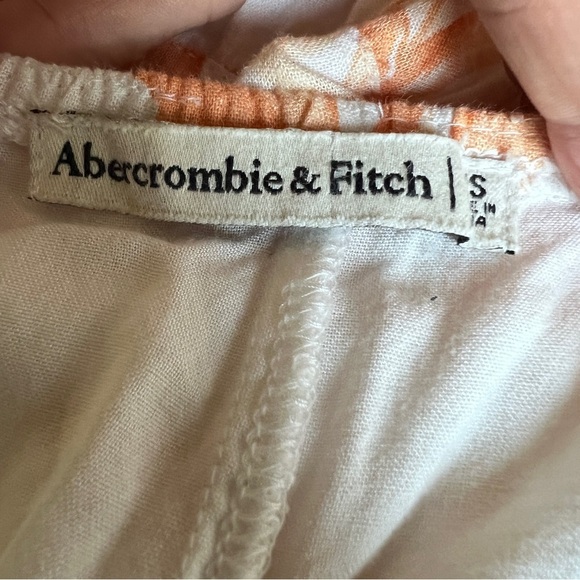 Abercrombie & Fitch | S